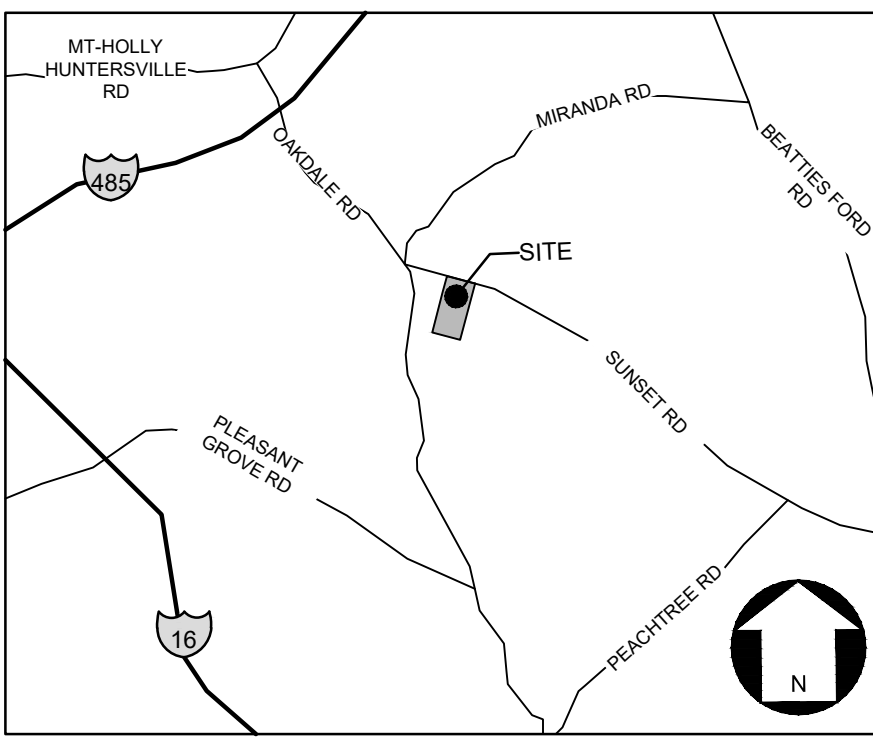 MT-HOLLY
HUNTERSVILLE
RD
485
OAKDALE RD
MIRANDA RD
BEATTIES FORD
RD
SITE
SUNSET RD
PLEASANT
GROVE RD
16
PEACHTREE RD
N